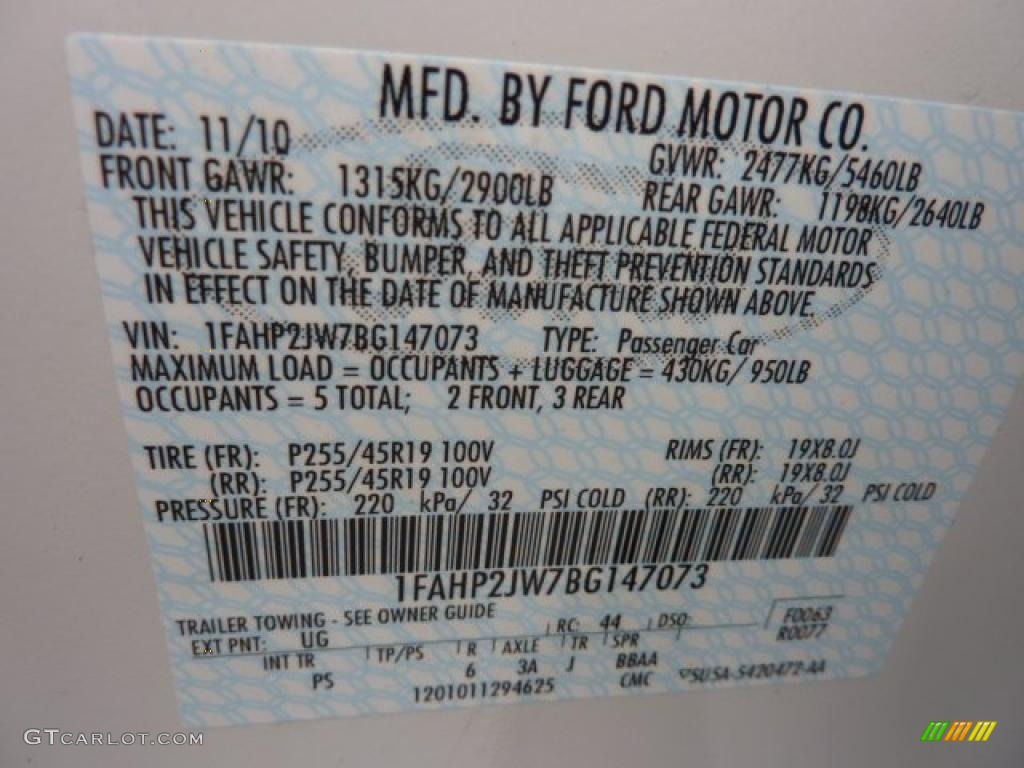 MFD. BY FORD MOTOR CO.
DATE: 11/10 GVWR: 2477KG/5460LB
FRONT GAWR: 1315KG/2900LB REAR GAWR: 1198KG/2640LB
THIS VEHICLE CONFORMS TO ALL APPLICABLE FEDERAL MOTOR
VEHICLE SAFETY, BUMPER, AND THEFT PREVENTION STANDARDS
IN EFFECT ON THE DATE OF MANUFACTURE SHOWN ABOVE.
VIN: 1FAHP2JW7BG147073 TYPE: Passenger Car
MAXIMUM LOAD = OCCUPANTS + LUGGAGE = 430KG/ 950LB
OCCUPANTS = 5 TOTAL; 2 FRONT, 3 REAR
TIRE (FR): P255/45R19 100V RIMS (FR): 19X8.0J
(RR): P255/45R19 100V (RR): 19X8.0J
PRESSURE (FR): 220 kPa/ 32 PSI COLD (RR): 220 kPa/ 32 PSI COLD
1FAHP2JW7BG147073
TRAILER TOWING - SEE OWNER GUIDE
EXT PNT: UG RC: 44 DSO: F0063
R0077
INT TR TP/PS R AXLE TR SPR
PS 6 3A J BBAA
1201011294625 CMC SUSA-5420472-AA
GTCARLOT.COM